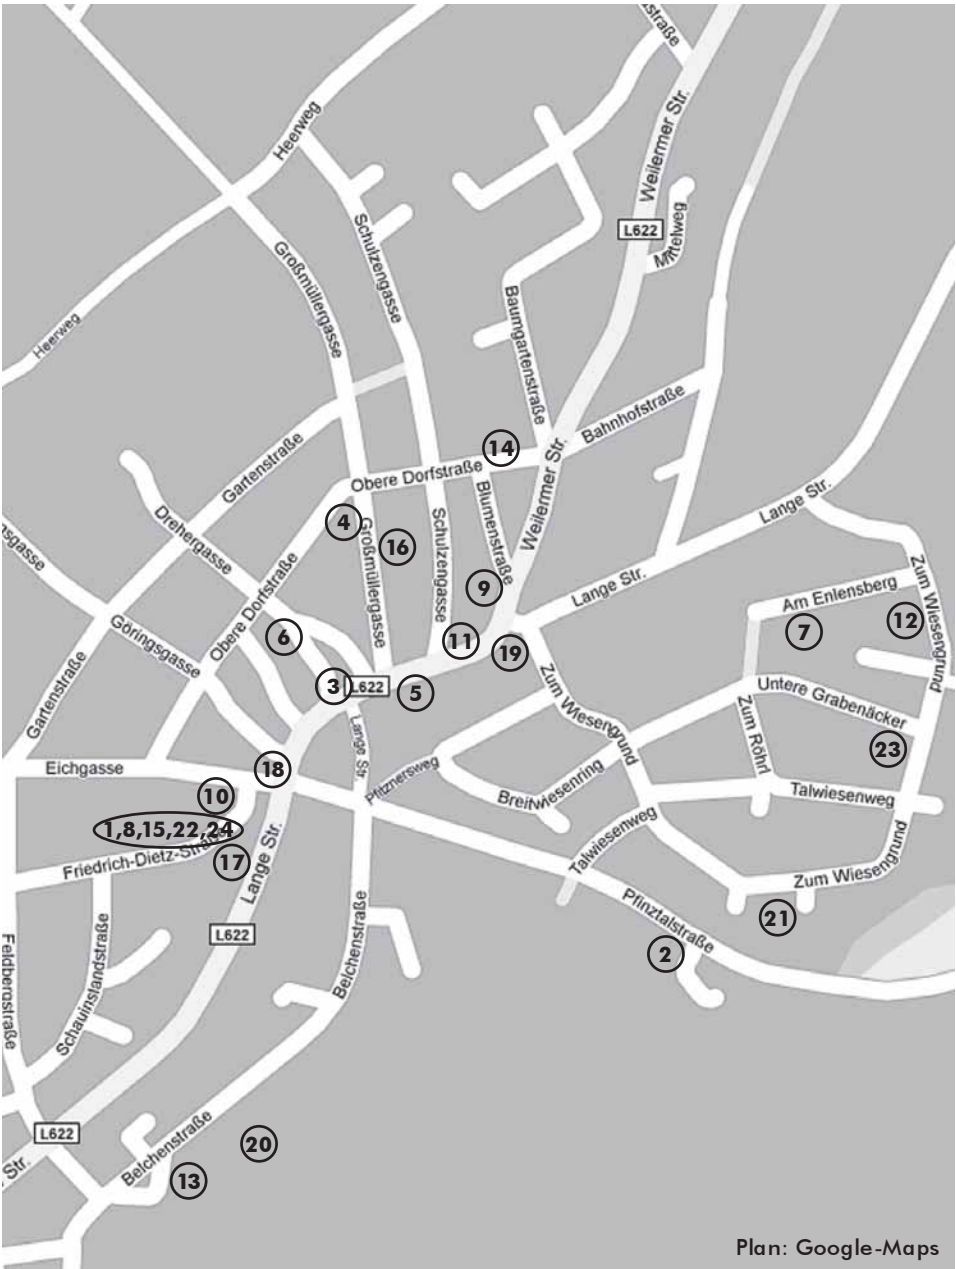 straße
Weilermer Str.
Heerweg
L622
Mittelweg
Schulzengasse
Großmüllergasse
Heerweg
Baumgartenstraße
Bahnhofstraße
14
Gartenstraße
Obere Dorfstraße
Weilermer Str.
Blumenstraße
Lange Str.
Drehergasse
4
Großmüllergasse
16
Schulzengasse
9
Lange Str.
Zum Wiesengrund
Am Enlensberg
12
7
Göringsgasse
Obere Dorfstraße
6
11
19
Gartenstraße
3
L622
5
Zum Wiesengrund
Untere Grabenäcker
Lange Str
Zum Röhrl
23
Eichgasse
18
Pfitznersweg
Breitwiesenring
Talwiesenweg
10
1,8,15,22,24
Friedrich-Dietz-Straße
17
Lange Str.
Talwiesenweg
Zum Wiesengrund
Pfinztalstraße
21
2
L622
Belchenstraße
Feldbergstraße
Schauinslandstraße
L622
Belchenstraße
20
Str.
13
Plan: Google-Maps